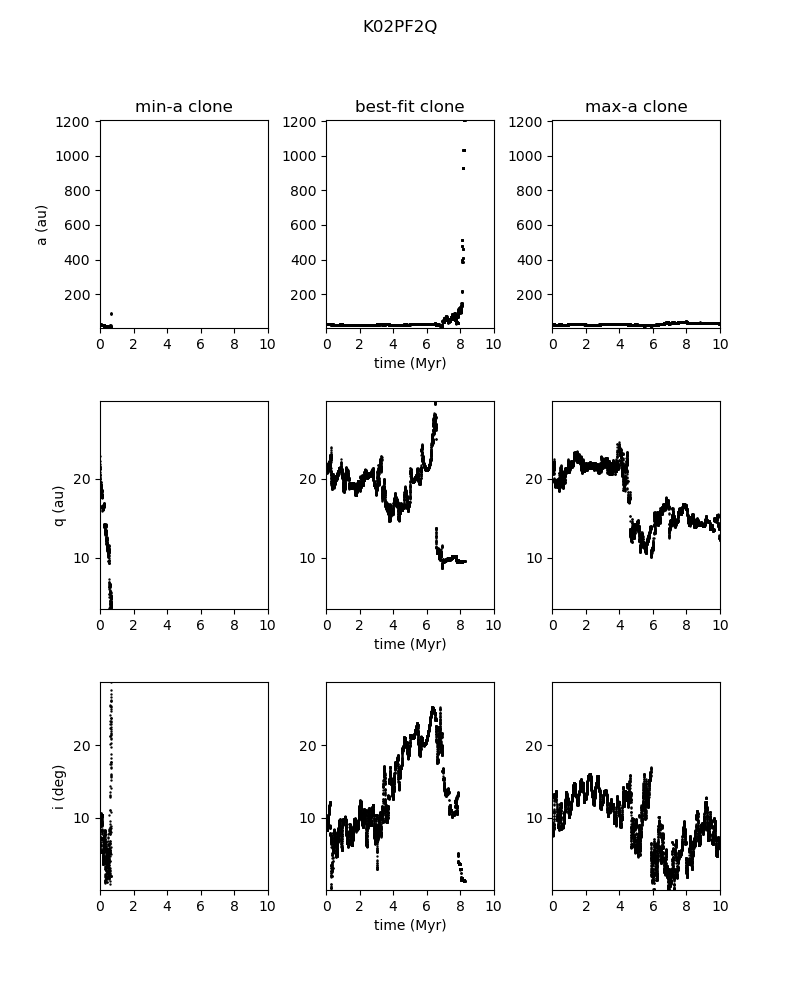 K02PF2Q
min-a clone best-fit clone max-a clone
1200 1200 1200
1000 1000 1000
800 800 800
a (au) 600 600 600
400 400 400
200 200 200
0 2 4 6 8 10 0 2 4 6 8 10 0 2 4 6 8 10
time (Myr)
20 20 20
q (au)
10 10 10
0 2 4 6 8 10 0 2 4 6 8 10 0 2 4 6 8 10
time (Myr)
20 20 20
i (deg)
10 10 10
0 2 4 6 8 10 0 2 4 6 8 10 0 2 4 6 8 10
time (Myr)